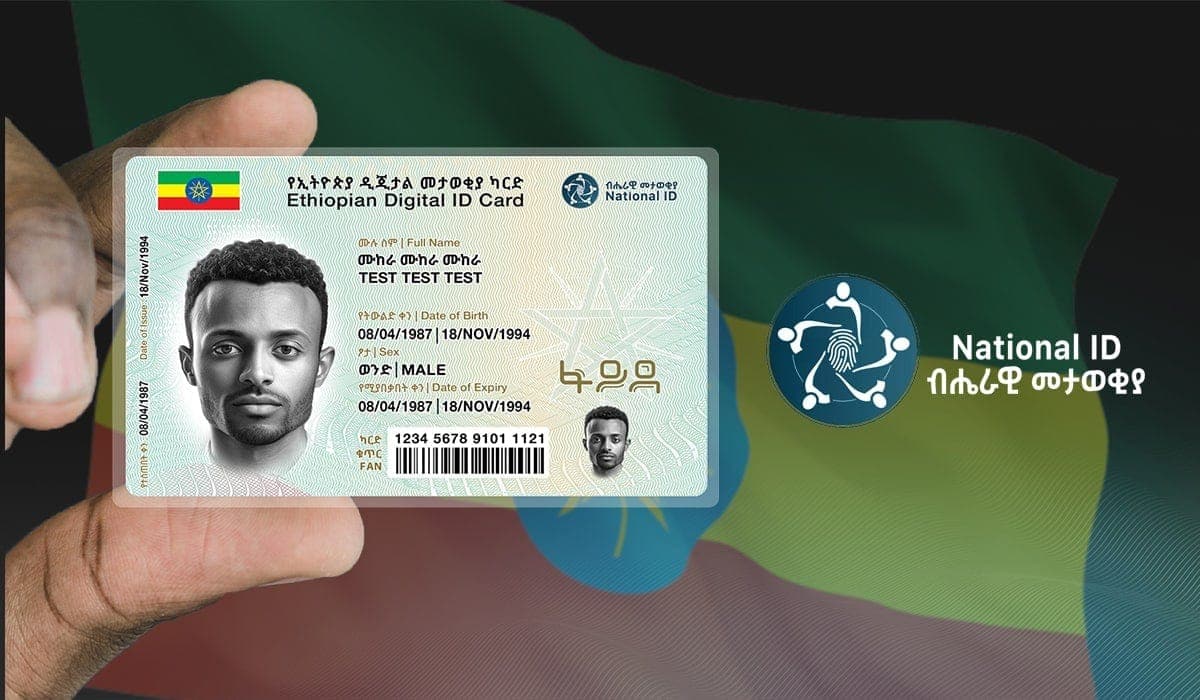 የኢትዮጵያ ዲጂታል መታወቂያ ካርድ
Ethiopian Digital ID Card
ብሔራዊ መታወቂያ
National ID
ሙሉ ስም | Full Name
ሙከራ ሙከራ ሙከራ
TEST TEST TEST
የትውልድ ቀን | Date of Birth
08/04/1987 | 18/NOV/1994
ፆታ | Sex
ወንድ | MALE
የሚያበቃበት ቀን | Date of Expiry
08/04/1987 | 18/NOV/1994
ካርድ
ቁጥር
FAN
1234 5678 9101 1121
ፋይዳ
የተሰጠበት ቀን 08/04/1987
Date of Issue: 18/Nov/1994
National ID
ብሔራዊ መታወቂያ